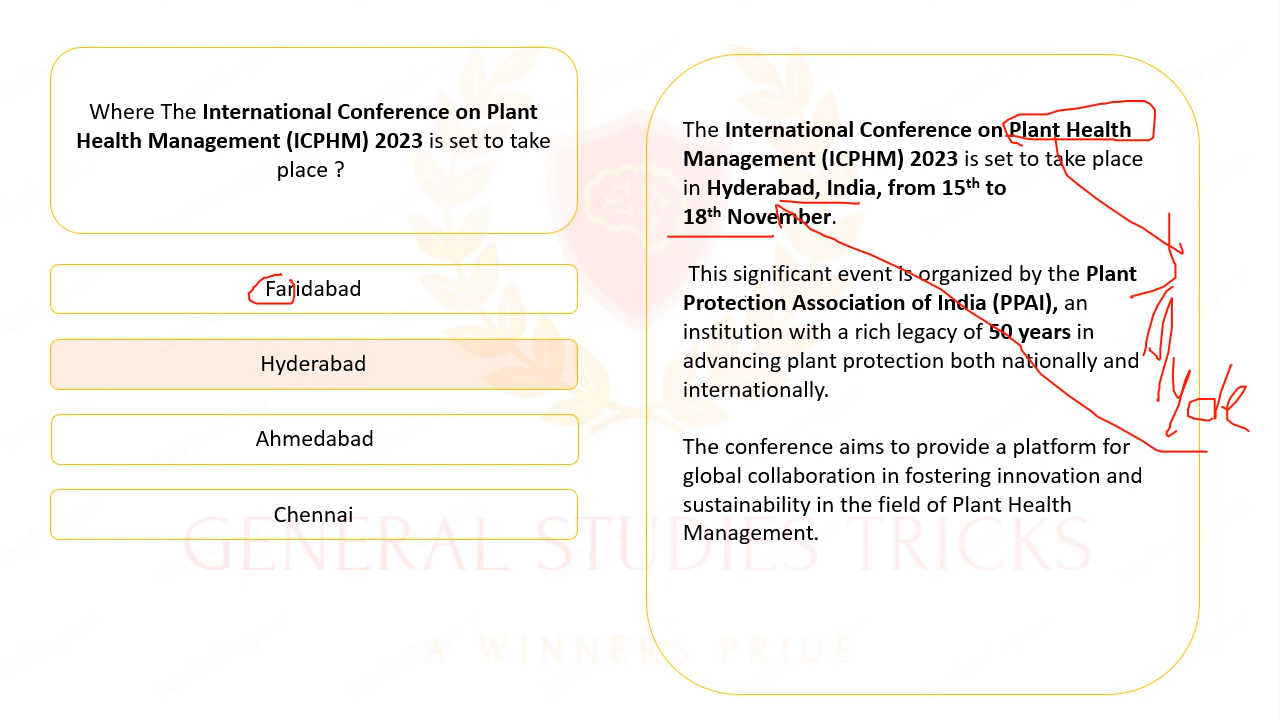 Where The International Conference on Plant
Health Management (ICPHM) 2023 is set to take
place ?
Faridabad
Hyderabad
Ahmedabad
Chennai
The International Conference on Plant Health
Management (ICPHM) 2023 is set to take place
in Hyderabad, India, from 15th to
18th November.
This significant event is organized by the Plant
Protection Association of India (PPAI), an
institution with a rich legacy of 50 years in
advancing plant protection both nationally and
internationally.
The conference aims to provide a platform for
global collaboration in fostering innovation and
sustainability in the field of Plant Health
Management.
GENERAL STUDIES TRICKS
A WINNERS PRIDE